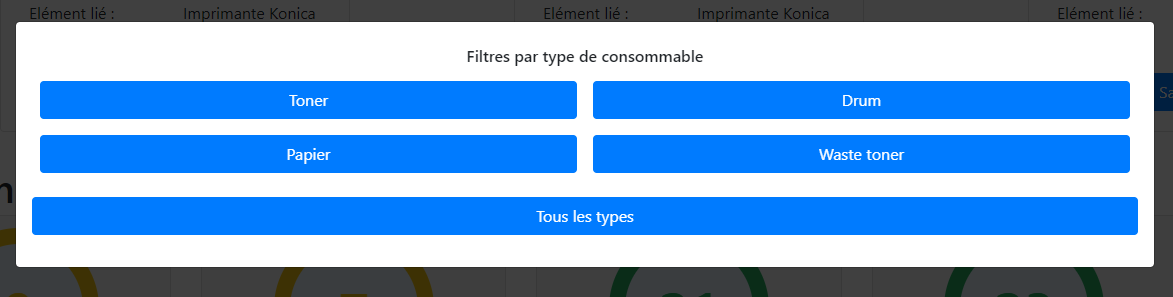 Elément lié : Imprimante Konica Elément lié : Imprimante Konica Elément lié :
Filtres par type de consommable
Toner Drum
Papier Waste toner
Tous les types